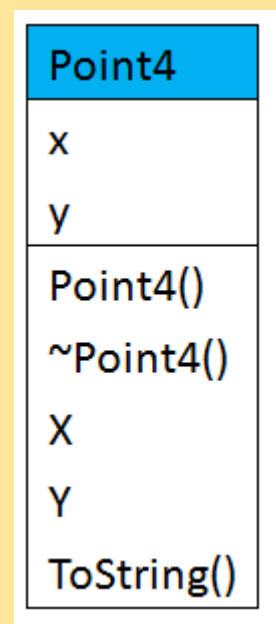 Point4
x
y
Point4()
~Point4()
X
Y
ToString()